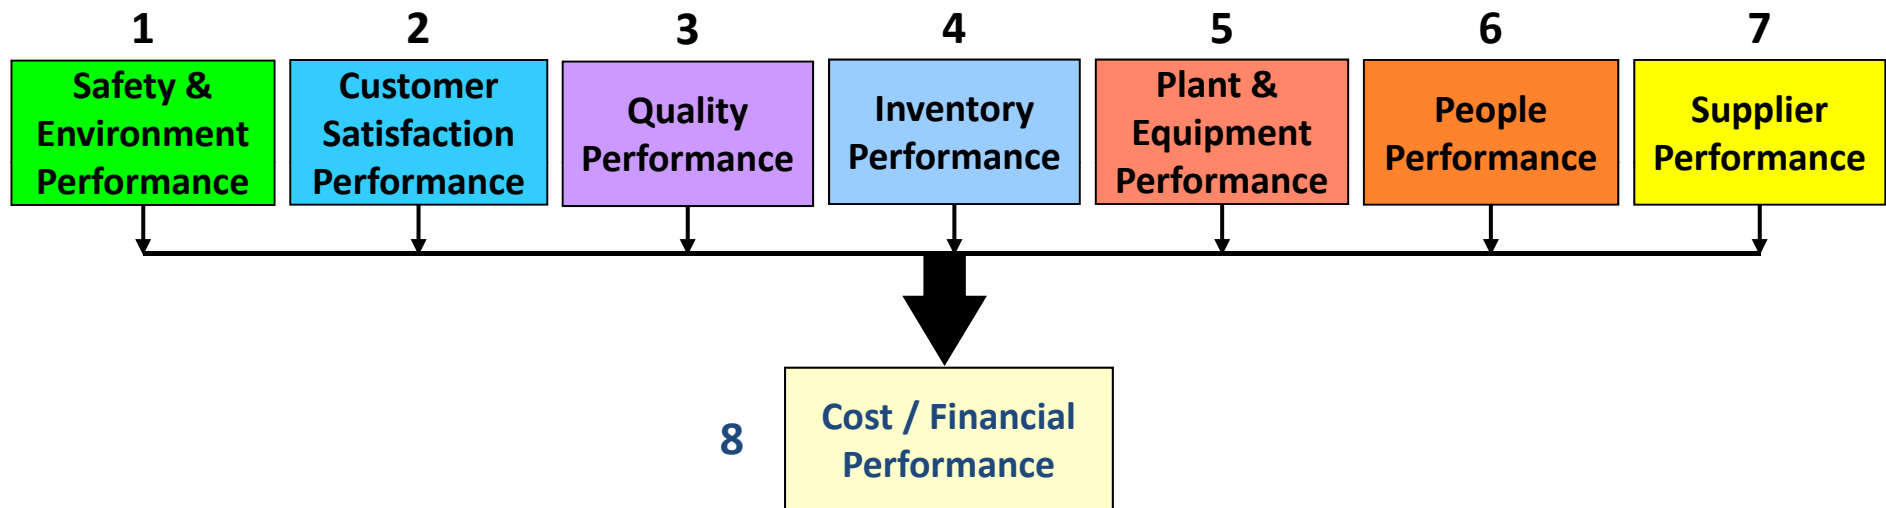 1
Safety &
Environment
Performance
2
Customer
Satisfaction
Performance
3
Quality
Performance
4
Inventory
Performance
5
Plant &
Equipment
Performance
6
People
Performance
7
Supplier
Performance
8
Cost / Financial
Performance